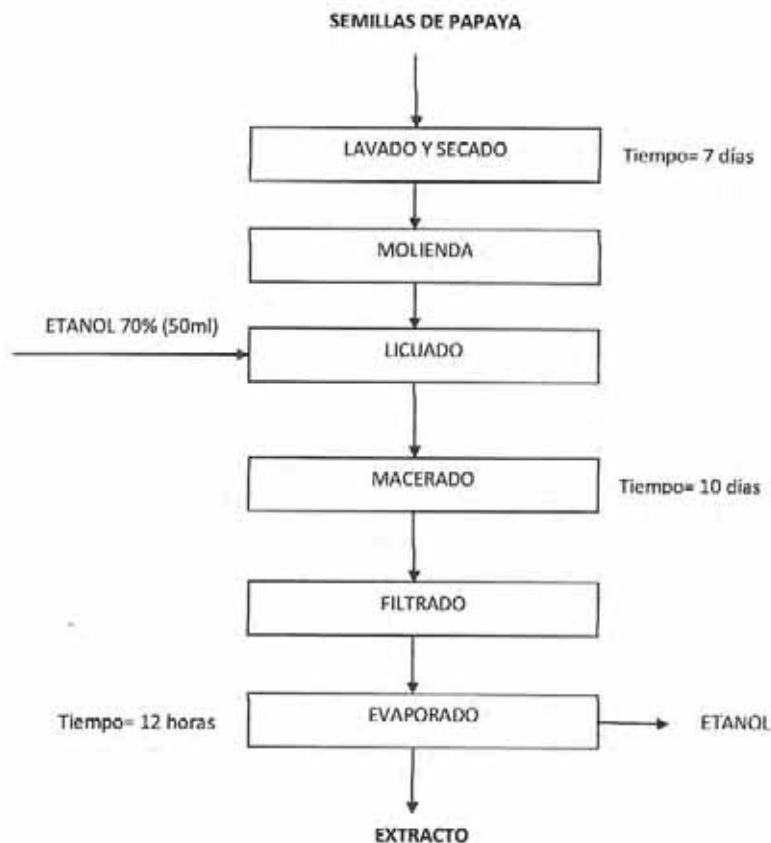 SEMILLAS DE PAPAYA
LAVADO Y SECADO
Tiempo= 7 días
MOLIENDA
ETANOL 70% (50ml)
LICUADO
MACERADO
Tiempo= 10 días
FILTRADO
Tiempo= 12 horas
EVAPORADO
ETANOL
EXTRACTO